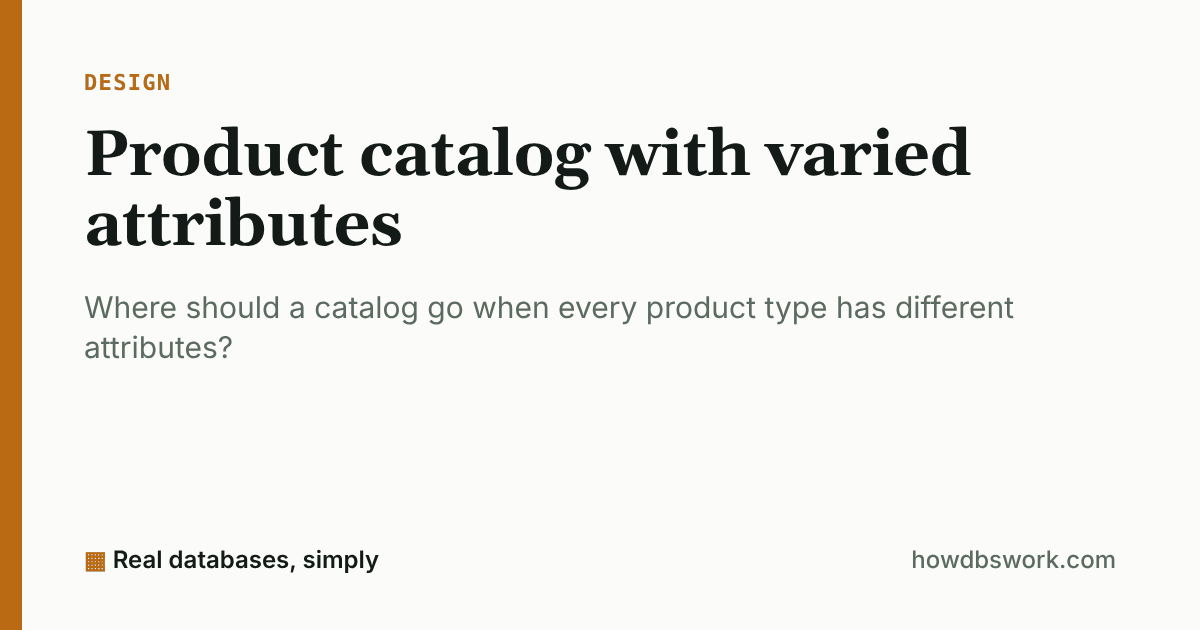 DESIGN
Product catalog with varied
attributes
Where should a catalog go when every product type has different
attributes?
Real databases, simply
howdbswork.com